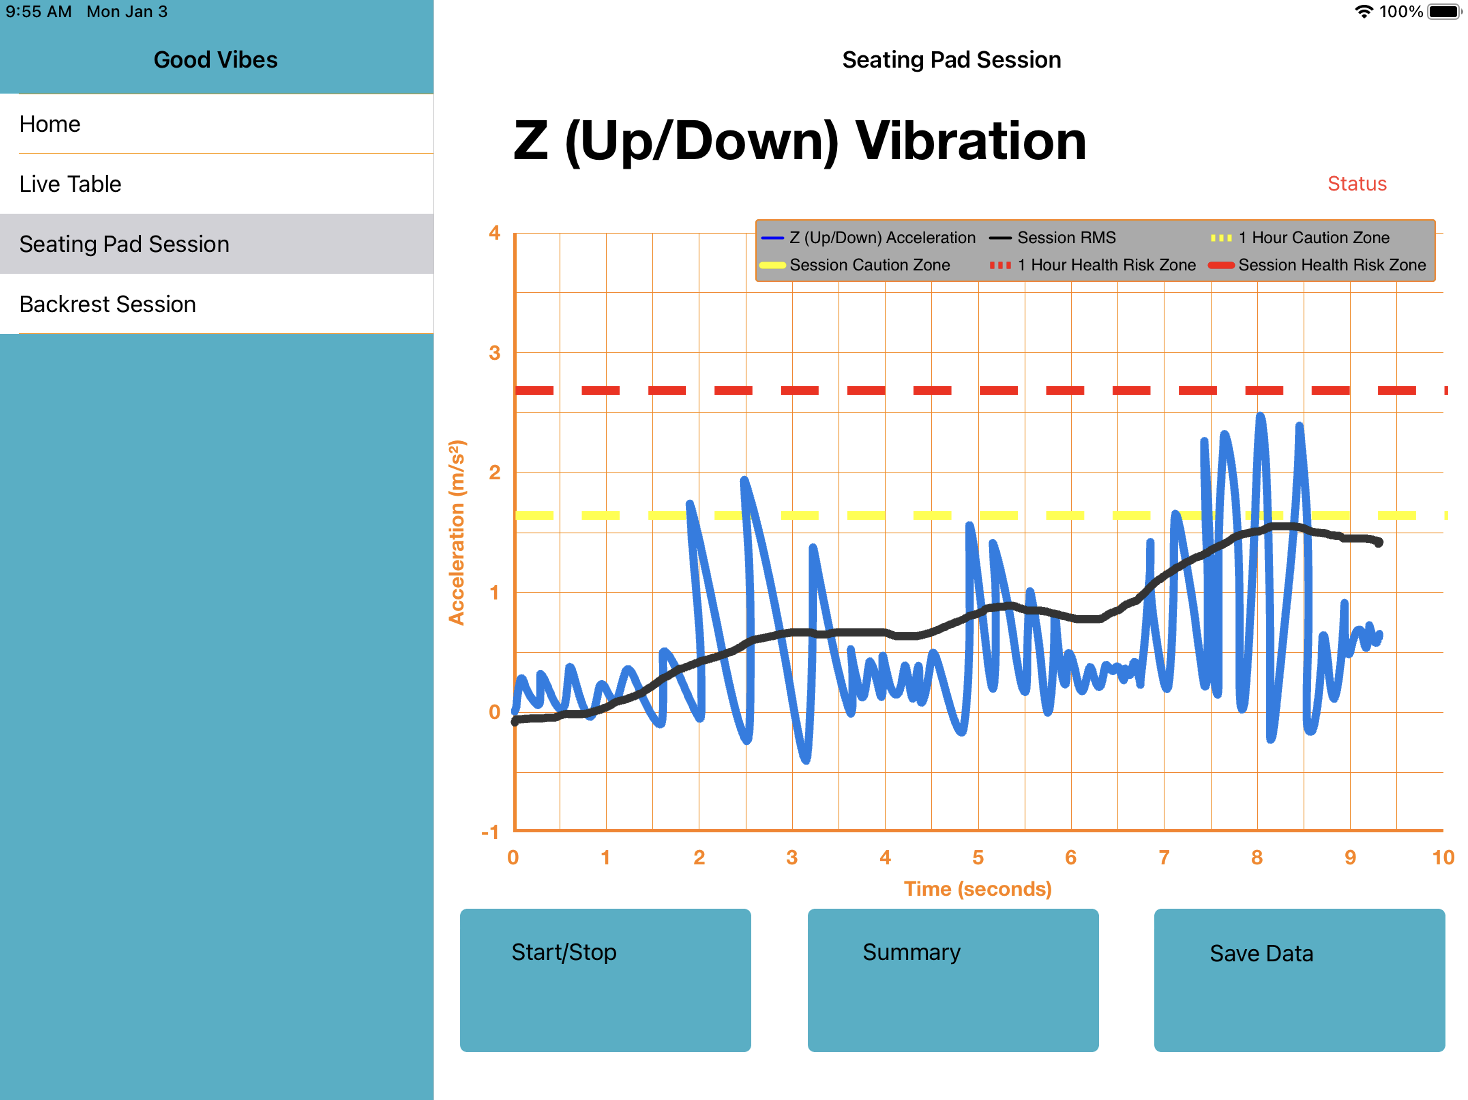 9:55 AM Mon Jan 3
100%
Good Vibes
Home
Live Table
Seating Pad Session
Backrest Session
Seating Pad Session
Z (Up/Down) Vibration
Status
Z (Up/Down) Acceleration Session RMS 1 Hour Caution Zone
Session Caution Zone 1 Hour Health Risk Zone Session Health Risk Zone
4
3
2
1
0
-1
Acceleration (m/s²)
0 1 2 3 4 5 6 7 8 9 10
Time (seconds)
Start/Stop
Summary
Save Data